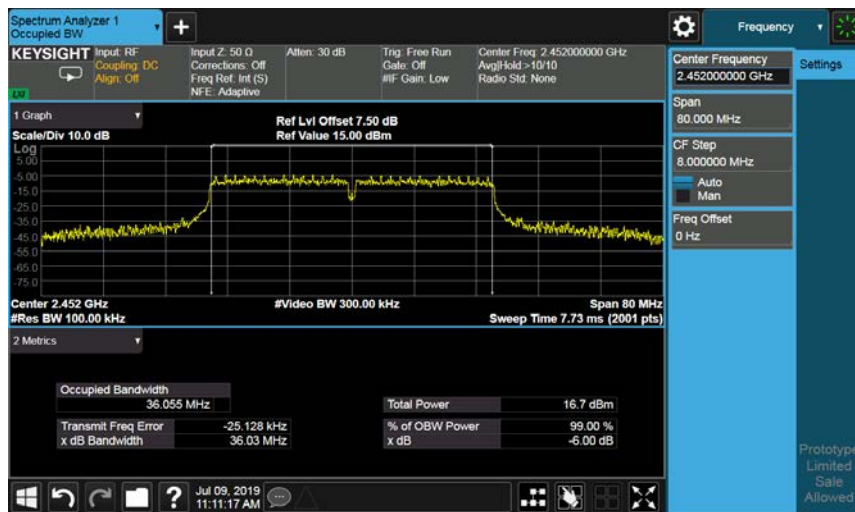 Spectrum Analyzer 1
Occupied BW
Frequency
KEYSIGHT
Input: RF
Coupling: DC
Align: Off
Input Z: 50 Ω
Corrections: Off
Freq Ref: Int (S)
NFE: Adaptive
Atten: 30 dB
Trig: Free Run
Gate: Off
#IF Gain: Low
Center Freq: 2.452000000 GHz
Avg|Hold:>10/10
Radio Std: None
LXI
Center Frequency
2.452000000 GHz
Settings
Span
80.000 MHz
CF Step
8.000000 MHz
Auto
Man
Freq Offset
0 Hz
1 Graph
Scale/Div 10.0 dB
Ref Lvl Offset 7.50 dB
Ref Value 15.00 dBm
Log
5.00
-5.00
-15.0
-25.0
-35.0
-45.0
-55.0
-65.0
-75.0
Center 2.452 GHz
#Res BW 100.00 kHz
#Video BW 300.00 kHz
Span 80 MHz
Sweep Time 7.73 ms (2001 pts)
2 Metrics
Occupied Bandwidth
36.055 MHz
Total Power 16.7 dBm
Transmit Freq Error -25.128 kHz
% of OBW Power 99.00 %
x dB Bandwidth 36.03 MHz
x dB -6.00 dB
Prototype
Limited
Sale
Allowed
?
Jul 09, 2019
11:11:17 AM